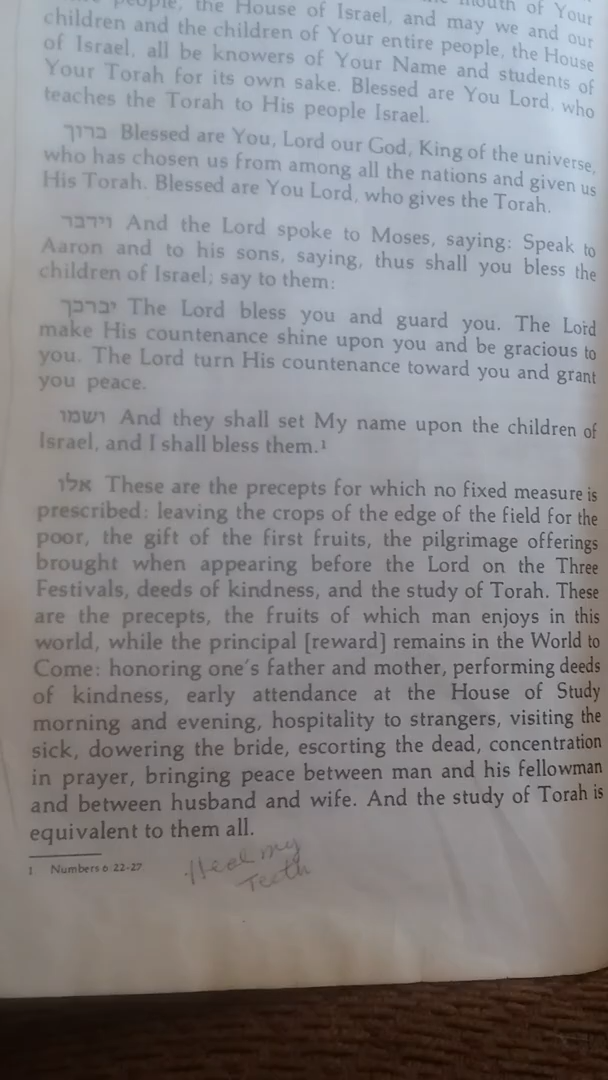 people, the House of Israel, and may we and our
children and the children of Your entire people, the House
of Israel, all be knowers of Your Name and students of
Your Torah for its own sake. Blessed are You Lord, who
teaches the Torah to His people Israel.
ברוך Blessed are You, Lord our God, King of the universe,
who has chosen us from among all the nations and given us
His Torah. Blessed are You Lord, who gives the Torah.
וידבר And the Lord spoke to Moses, saying: Speak to
Aaron and to his sons, saying, thus shall you bless the
children of Israel; say to them:
יברכך The Lord bless you and guard you. The Lord
make His countenance shine upon you and be gracious to
you. The Lord turn His countenance toward you and grant
you peace.
ושמו And they shall set My name upon the children of
Israel, and I shall bless them.¹
אלו These are the precepts for which no fixed measure is
prescribed: leaving the crops of the edge of the field for the
poor, the gift of the first fruits, the pilgrimage offerings
brought when appearing before the Lord on the Three
Festivals, deeds of kindness, and the study of Torah. These
are the precepts, the fruits of which man enjoys in this
world, while the principal [reward] remains in the World to
Come: honoring one's father and mother, performing deeds
of kindness, early attendance at the House of Study
morning and evening, hospitality to strangers, visiting the
sick, dowering the bride, escorting the dead, concentration
in prayer, bringing peace between man and his fellowman
and between husband and wife. And the study of Torah is
equivalent to them all.
1 Numbers 6:22-27
my
Teeth